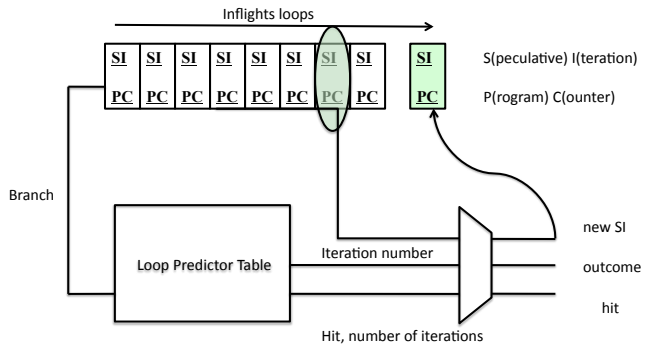 Inflights loops
SI SI SI SI SI SI SI SI SI S(peculative) I(teration)
PC PC PC PC PC PC PC PC PC P(rogram) C(ounter)
Branch
new SI
Iteration number
Loop Predictor Table
outcome
hit
Hit, number of iterations